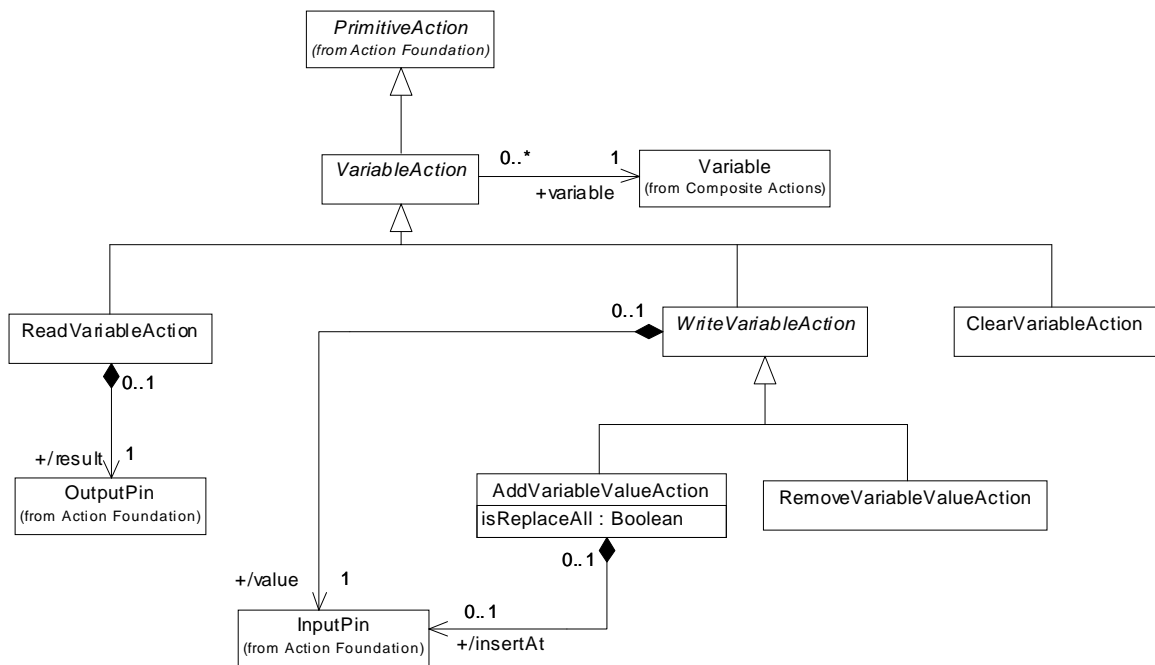 PrimitiveAction
(from Action Foundation)
0..* 1
VariableAction
Variable
(from Composite Actions)
+variable
0..1
ReadVariableAction
WriteVariableAction
ClearVariableAction
0..1
+/result 1
OutputPin
(from Action Foundation)
AddVariableValueAction
isReplaceAll : Boolean
RemoveVariableValueAction
0..1
+/value 1
0..1
InputPin
(from Action Foundation)
+/insertAt